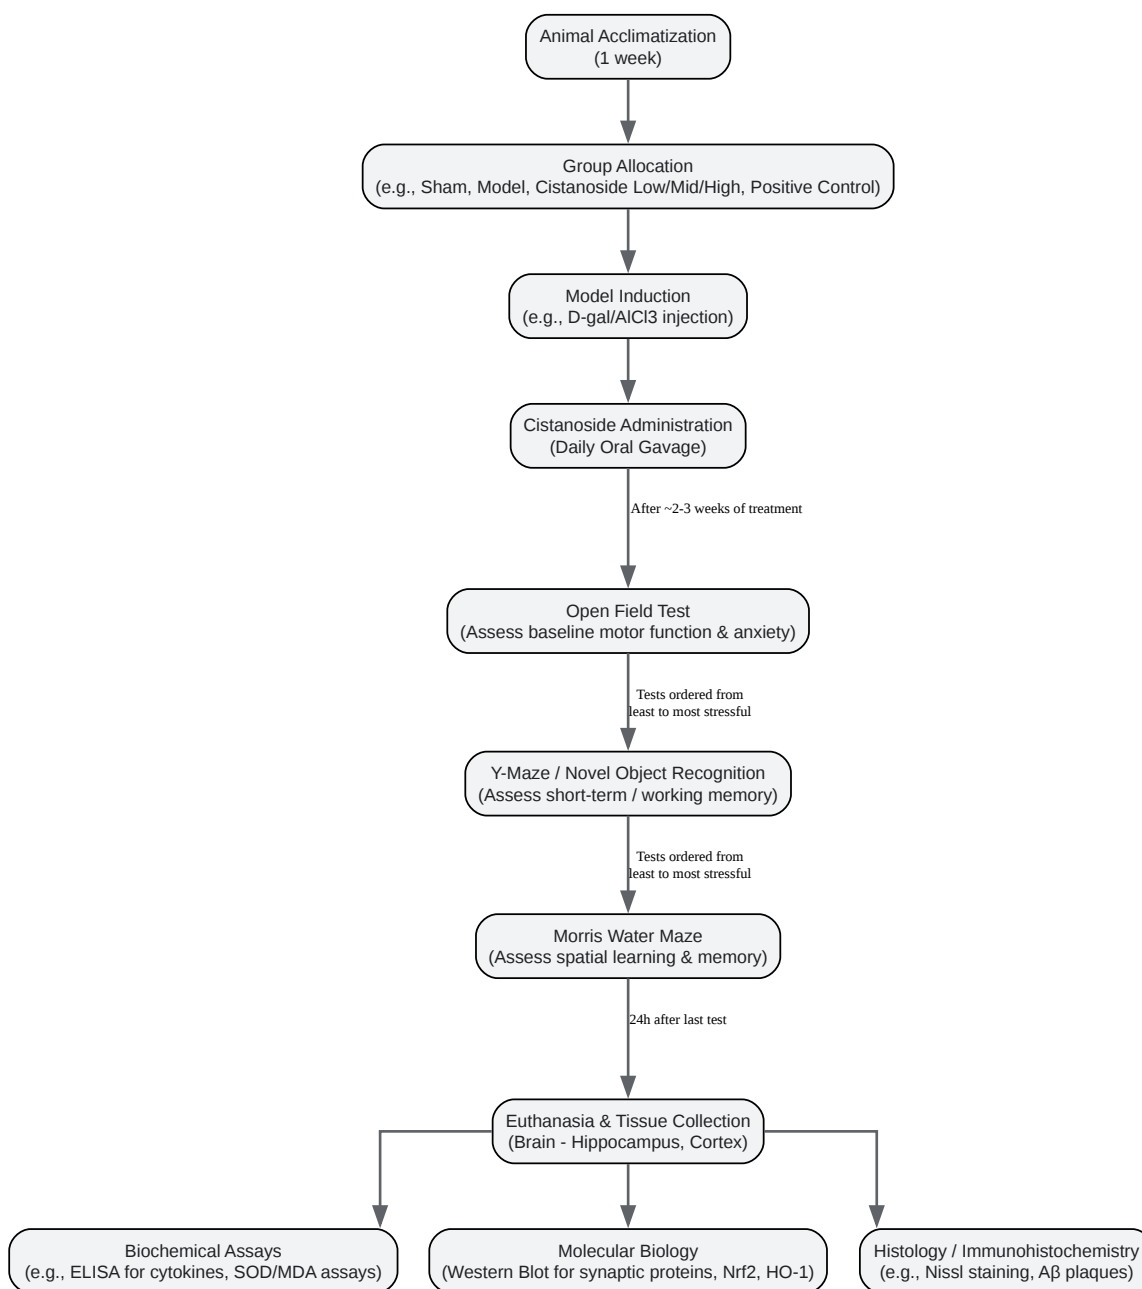 Animal Acclimatization
(1 week)
Group Allocation
(e.g., Sham, Model, Cistanoside Low/Mid/High, Positive Control)
Model Induction
(e.g., D-gal/AlCl3 injection)
Cistanoside Administration
(Daily Oral Gavage)
After ~2-3 weeks of treatment
Open Field Test
(Assess baseline motor function & anxiety)
Tests ordered from
least to most stressful
Y-Maze / Novel Object Recognition
(Assess short-term / working memory)
Tests ordered from
least to most stressful
Morris Water Maze
(Assess spatial learning & memory)
24h after last test
Euthanasia & Tissue Collection
(Brain - Hippocampus, Cortex)
Biochemical Assays
(e.g., ELISA for cytokines, SOD/MDA assays)
Molecular Biology
(Western Blot for synaptic proteins, Nrf2, HO-1)
Histology / Immunohistochemistry
(e.g., Nissl staining, Aβ plaques)